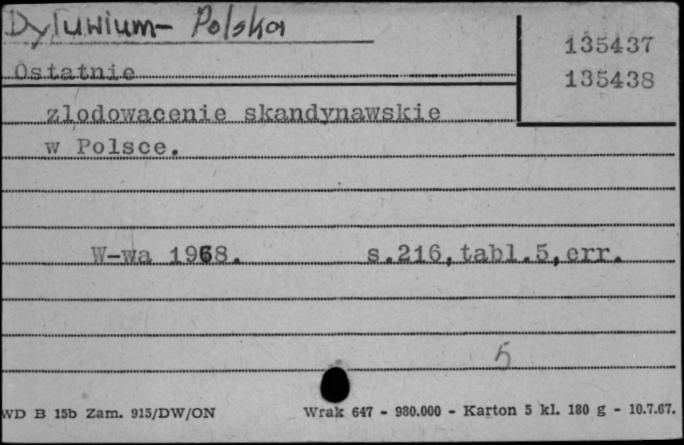 Dyluwium- Polska
135437
Ostatnie
135438
zlodowacenie skandynawskie
w Polsce.
W-wa 1968. s.216,tabl.5,err.
5
WD B 15b Zam. 915/DW/ON Wrak 647 - 980.000 - Karton 5 kl. 180 g - 10.7.67.